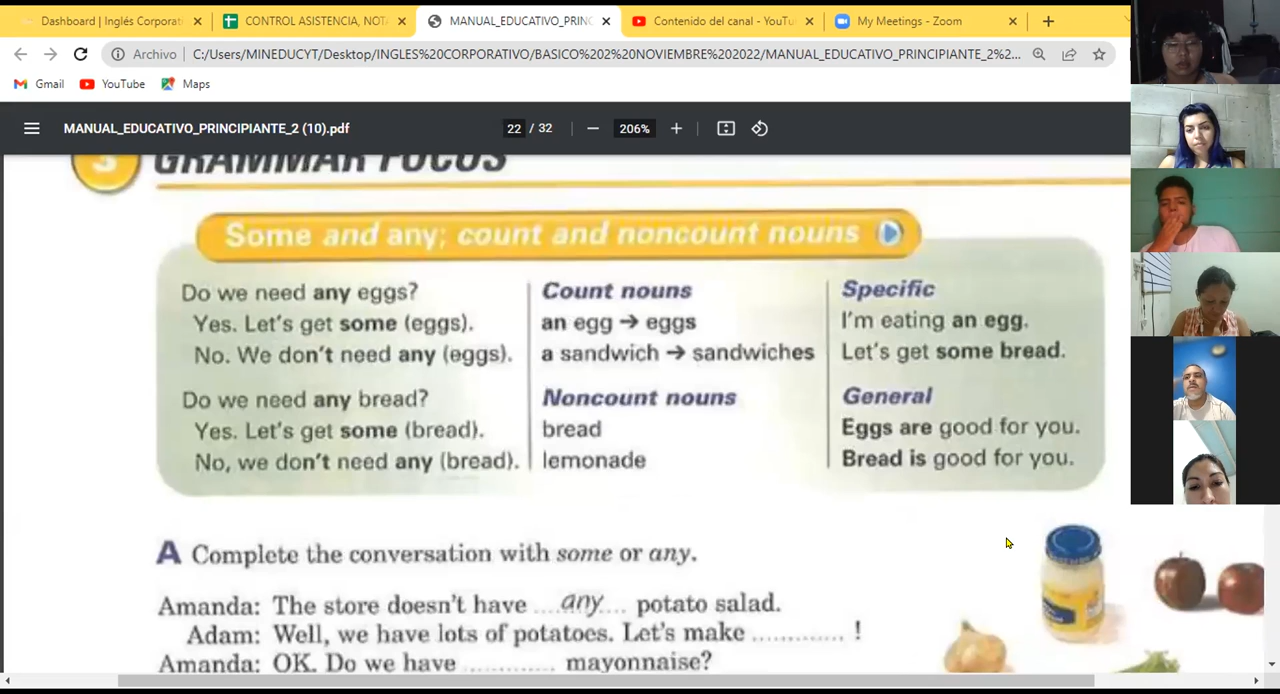 Dashboard | Inglés Corporati
CONTROL ASISTENCIA, NOTA
MANUAL_EDUCATIVO_PRINC
Contenido del canal - YouTu
My Meetings - Zoom
Archivo
C:/Users/MINEDUCYT/Desktop/INGLES%20CORPORATIVO/BASICO%202%20NOVIEMBRE%202022/MANUAL_EDUCATIVO_PRINCIPIANTE_2%2...
Gmail
YouTube
Maps
MANUAL_EDUCATIVO_PRINCIPIANTE_2 (10).pdf
22 / 32
206%
3 GRAMMAR FOCUS
Some and any; count and noncount nouns
Do we need any eggs?
Yes. Let's get some (eggs).
No. We don't need any (eggs).
Do we need any bread?
Yes. Let's get some (bread).
No, we don't need any (bread).
Count nouns
an egg → eggs
a sandwich → sandwiches
Noncount nouns
bread
lemonade
Specific
I'm eating an egg.
Let's get some bread.
General
Eggs are good for you.
Bread is good for you.
A Complete the conversation with some or any.
Amanda: The store doesn't have ....any.... potato salad.
Adam: Well, we have lots of potatoes. Let's make ............. !
Amanda: OK. Do we have ............. mayonnaise?